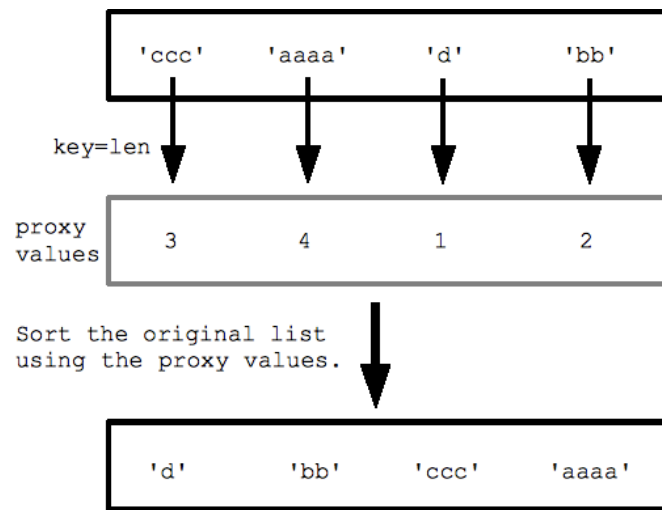 'ccc' 'aaaa' 'd' 'bb'
key=len
proxy
values
3 4 1 2
Sort the original list
using the proxy values.
'd' 'bb' 'ccc' 'aaaa'